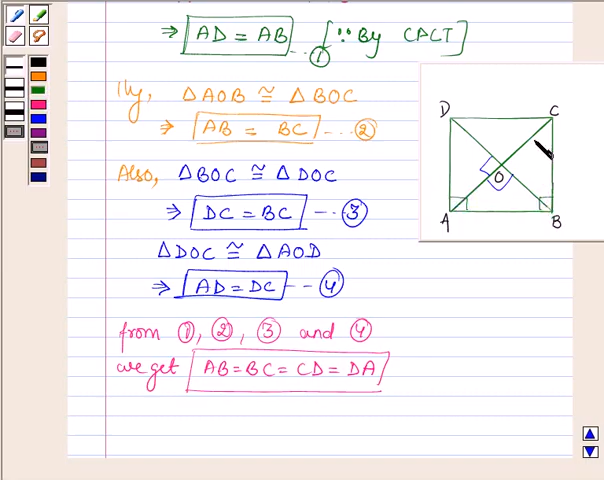 ⇒ AD = AB ...① [∵ By CPCT]
|||ly, △AOB ≅ △BOC
⇒ AB = BC ...②
Also, △BOC ≅ △DOC
⇒ DC = BC ...③
△DOC ≅ △AOD
⇒ AD = DC ...④
from ①, ②, ③ and ④
we get AB = BC = CD = DA
D C
O
A B